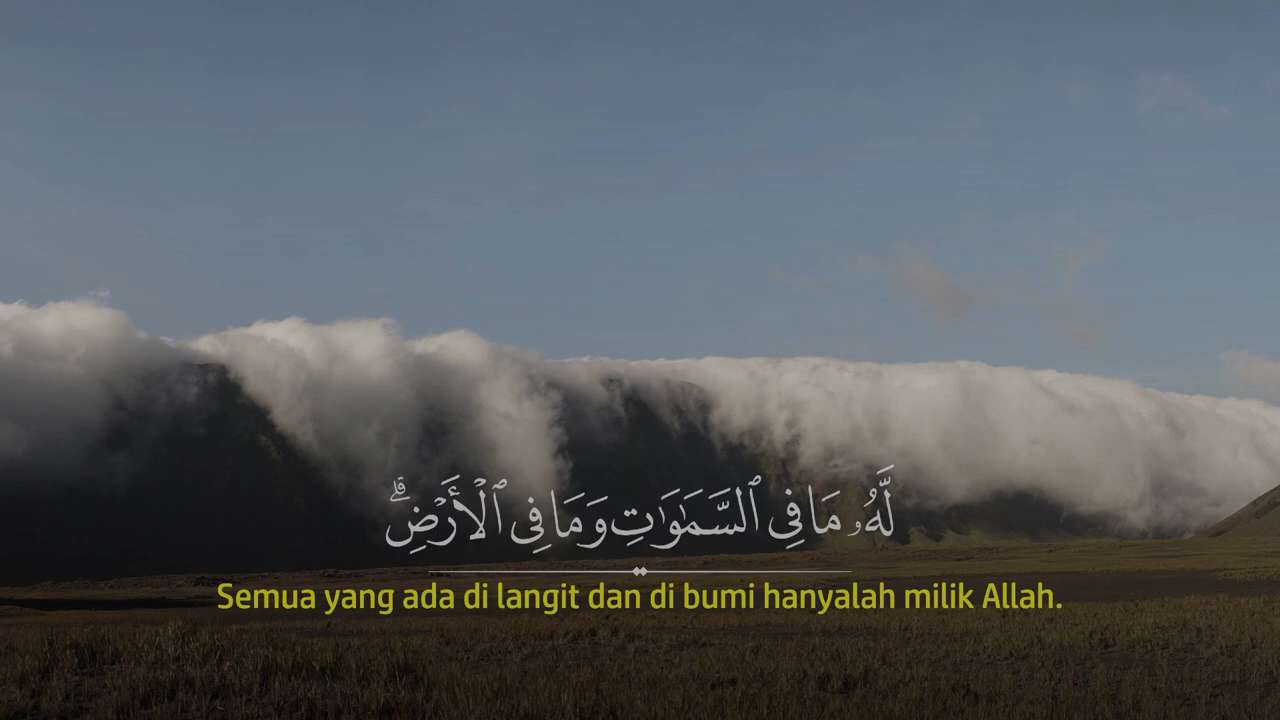 لَّهُۥ مَا فِي ٱلسَّمَٰوَٰتِ وَمَا فِي ٱلۡأَرۡضِۗ
Semua yang ada di langit dan di bumi hanyalah milik Allah.